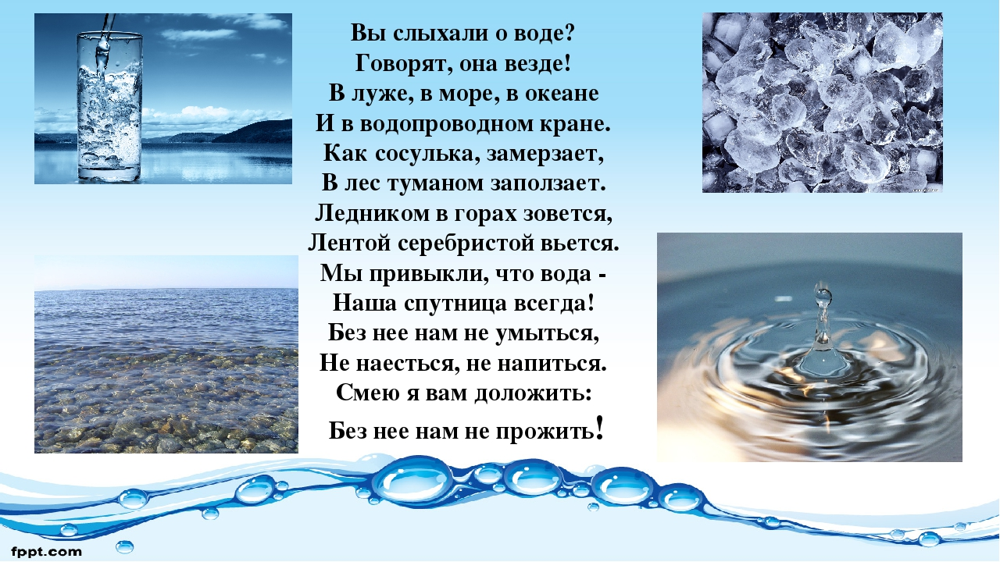 Вы слыхали о воде?
Говорят, она везде!
В луже, в море, в океане
И в водопроводном кране.
Как сосулька, замерзает,
В лес туманом заползает.
Ледником в горах зовется,
Лентой серебристой вьется.
Мы привыкли, что вода -
Наша спутница всегда!
Без нее нам не умыться,
Не наесться, не напиться.
Смею я вам доложить:
Без нее нам не прожить!
fppt.com